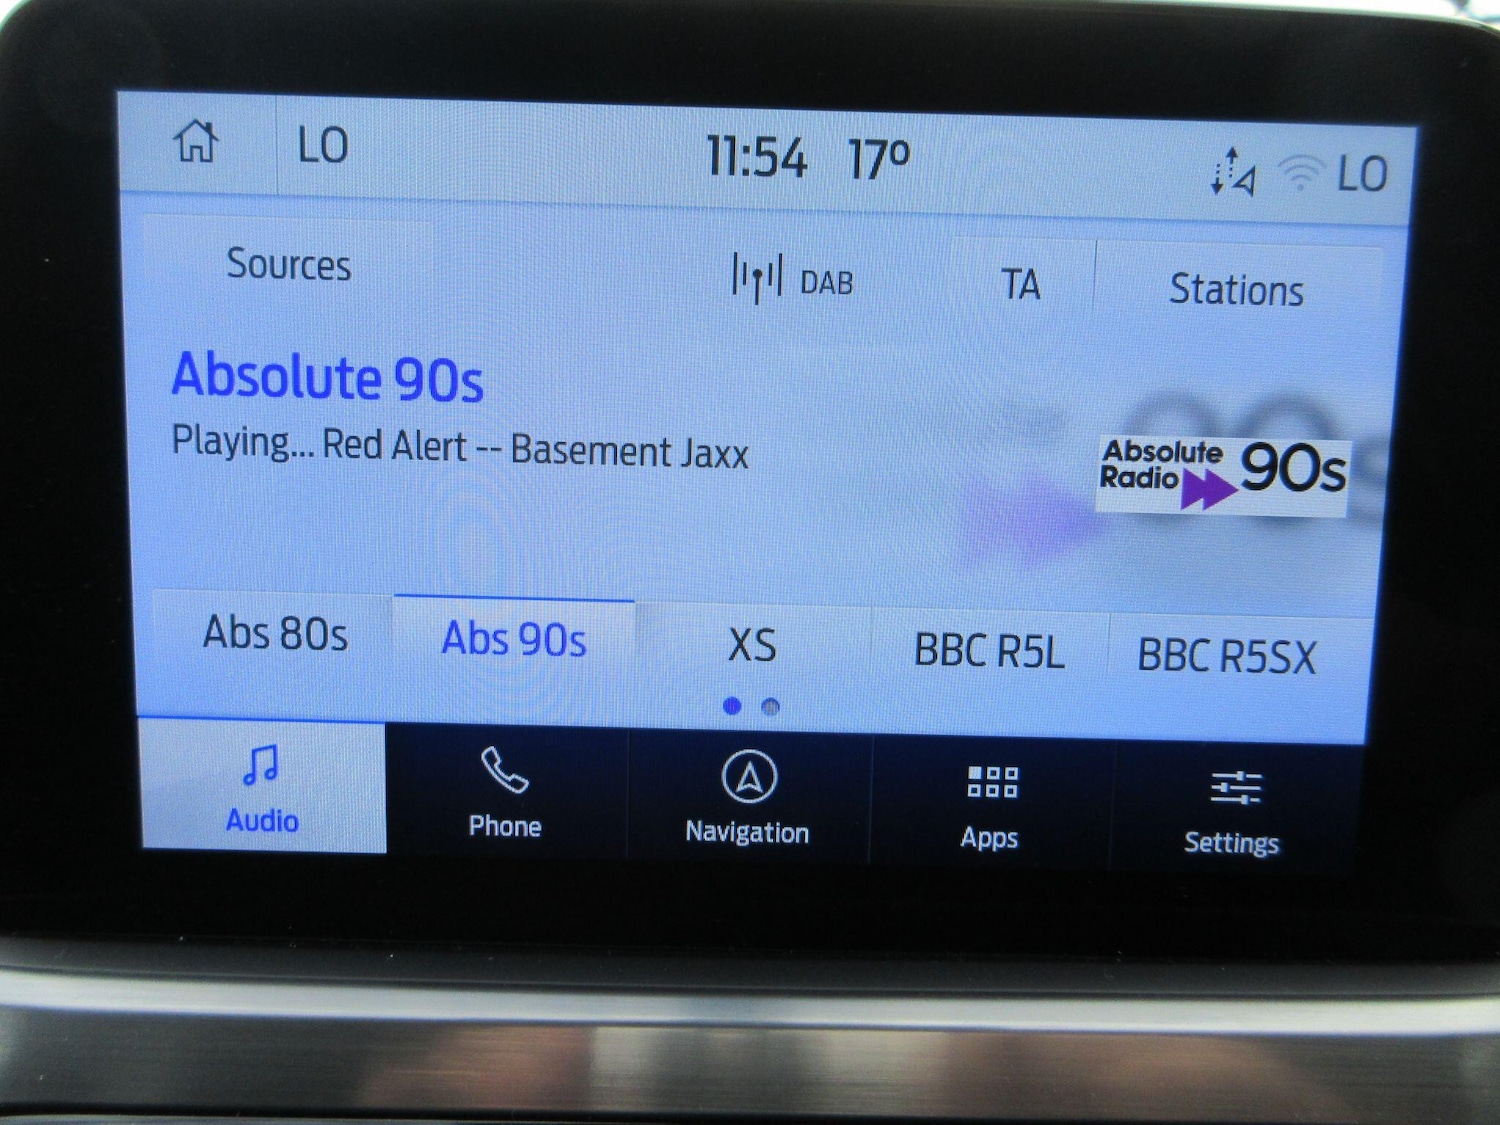 LO 11:54 17º LO
Sources DAB TA Stations
Absolute 90s
Playing... Red Alert -- Basement Jaxx
Absolute
Radio 90s
Abs 80s Abs 90s XS BBC R5L BBC R5SX
Audio Phone Navigation Apps Settings